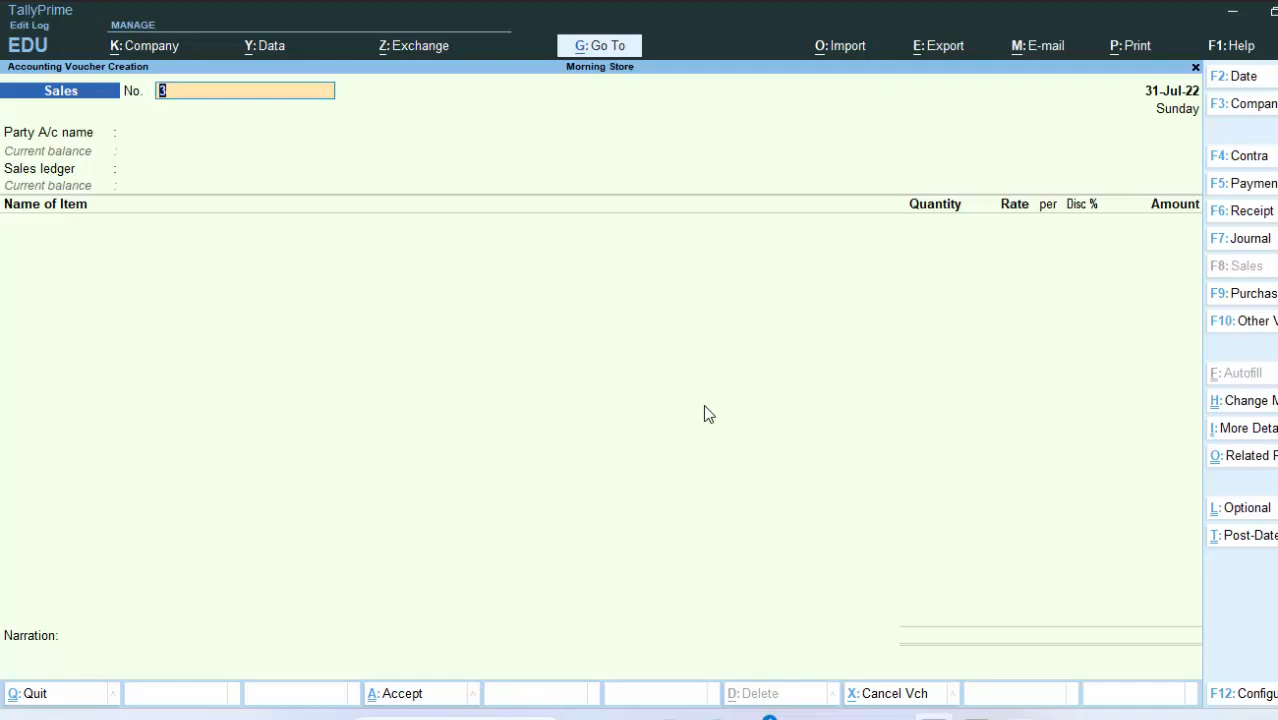 TallyPrime
Edit Log
MANAGE
EDU
K: Company
Y: Data
Z: Exchange
G: Go To
O: Import
E: Export
M: E-mail
P: Print
F1: Help
Accounting Voucher Creation
Morning Store
Sales No. 3
31-Jul-22
Sunday
Party A/c name :
Current balance :
Sales ledger :
Current balance :
Name of Item Quantity Rate per Disc % Amount
Narration:
F2: Date
F3: Compan
F4: Contra
F5: Paymen
F6: Receipt
F7: Journal
F8: Sales
F9: Purchas
F10: Other V
E: Autofill
H: Change M
I: More Deta
O: Related P
L: Optional
T: Post-Date
Q: Quit
A: Accept
D: Delete
X: Cancel Vch
F12: Configu